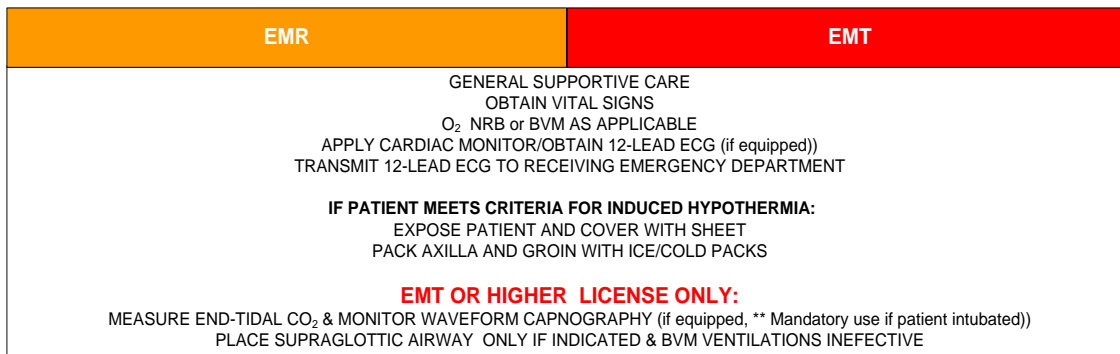 EMR
EMT
GENERAL SUPPORTIVE CARE
OBTAIN VITAL SIGNS
O₂ NRB or BVM AS APPLICABLE
APPLY CARDIAC MONITOR/OBTAIN 12-LEAD ECG (if equipped))
TRANSMIT 12-LEAD ECG TO RECEIVING EMERGENCY DEPARTMENT
IF PATIENT MEETS CRITERIA FOR INDUCED HYPOTHERMIA:
EXPOSE PATIENT AND COVER WITH SHEET
PACK AXILLA AND GROIN WITH ICE/COLD PACKS
EMT OR HIGHER LICENSE ONLY:
MEASURE END-TIDAL CO₂ & MONITOR WAVEFORM CAPNOGRAPHY (if equipped, ** Mandatory use if patient intubated))
PLACE SUPRAGLOTTIC AIRWAY ONLY IF INDICATED & BVM VENTILATIONS INEFECTIVE